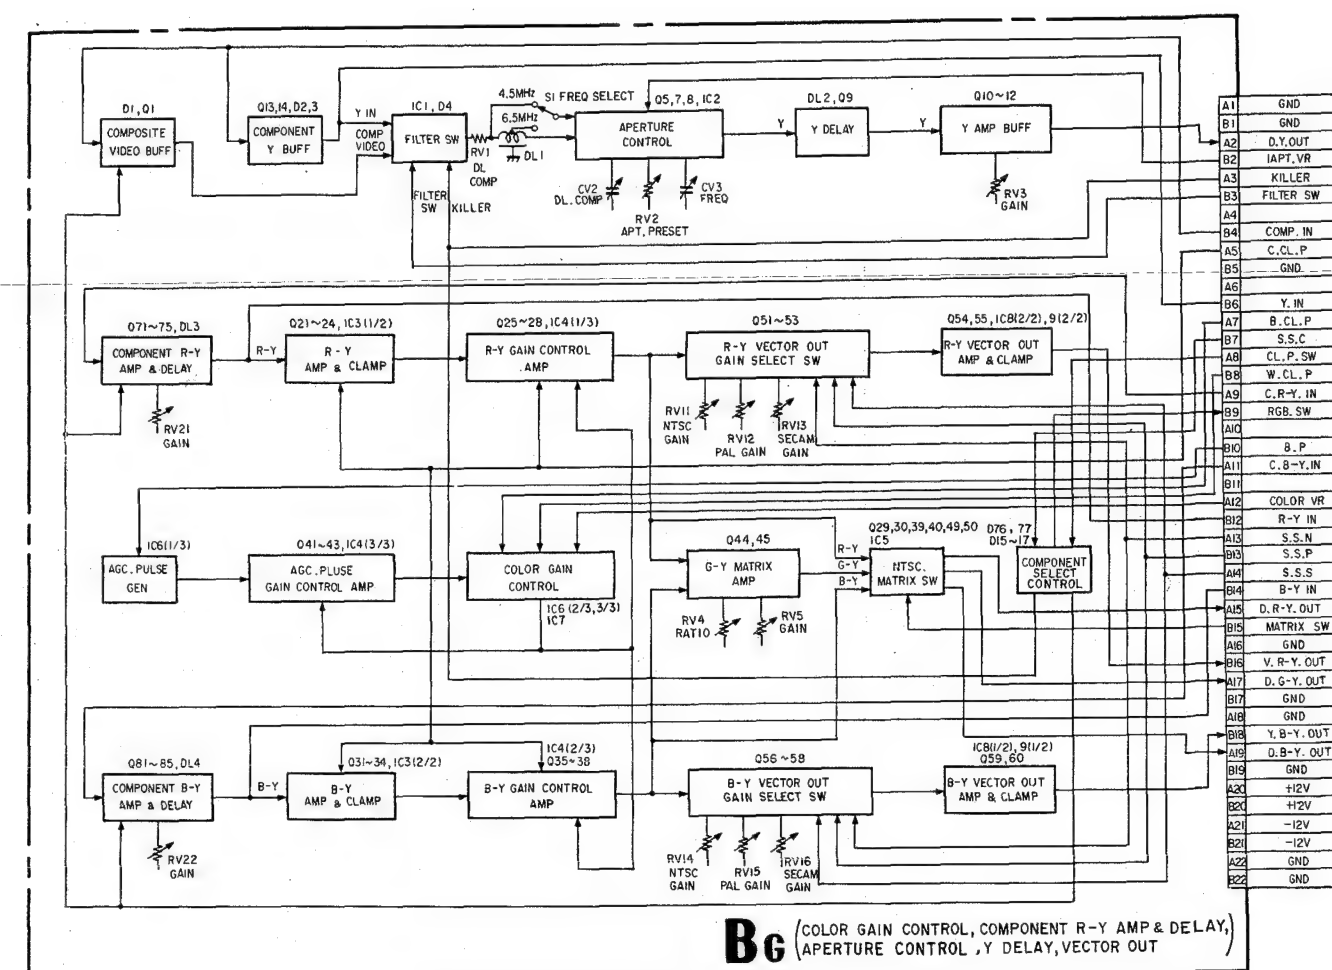 D1, Q1
COMPOSITE
VIDEO BUFF
Q13,14, D2,3
COMPONENT
Y BUFF
Y IN
COMP
VIDEO
IC1, D4
FILTER SW
RV1
DL
COMP
4.5MHz
6.5MHz
S1 FREQ SELECT
DL1
Q5,7,8, IC2
APERTURE
CONTROL
CV2
DL.COMP
RV2
APT, PRESET
CV3
FREQ
Y
DL2, Q9
Y DELAY
Y
Q10~12
Y AMP BUFF
RV3
GAIN
FILTER
SW
KILLER
Q71~75, DL3
COMPONENT R-Y
AMP & DELAY
RV21
GAIN
R-Y
Q21~24, IC3(1/2)
R-Y
AMP & CLAMP
Q25~28, IC4(1/3)
R-Y GAIN CONTROL
AMP
Q51~53
R-Y VECTOR OUT
GAIN SELECT SW
RV11
NTSC
GAIN
RV12
PAL GAIN
RV13
SECAM
GAIN
Q54, 55, IC8(2/2), 9(2/2)
R-Y VECTOR OUT
AMP & CLAMP
IC6(1/3)
AGC.PULSE
GEN
Q41~43, IC4(3/3)
AGC.PLUSE
GAIN CONTROL AMP
COLOR GAIN
CONTROL
IC6 (2/3,3/3)
IC7
Q44, 45
G-Y MATRIX
AMP
RV4
RATIO
RV5
GAIN
R-Y
G-Y
B-Y
Q29,30,39,40,49,50
IC5
NTSC.
MATRIX SW
D76, 77
D15~17
COMPONENT
SELECT
CONTROL
Q81~85, DL4
COMPONENT B-Y
AMP & DELAY
RV22
GAIN
B-Y
Q31~34, IC3(2/2)
B-Y
AMP & CLAMP
IC4(2/3)
Q35~38
B-Y GAIN CONTROL
AMP
Q56~58
B-Y VECTOR OUT
GAIN SELECT SW
RV14
NTSC
GAIN
RV15
PAL GAIN
RV16
SECAM
GAIN
IC8(1/2), 9(1/2)
Q59, 60
B-Y VECTOR OUT
AMP & CLAMP
A1 GND
B1 GND
A2 D.Y.OUT
B2 IAPT.VR
A3 KILLER
B3 FILTER SW
A4
B4 COMP. IN
A5 C.CL.P
B5 GND
A6
B6 Y. IN
A7 B.CL.P
B7 S.S.C
A8 CL.P.SW
B8 W.CL.P
A9 C.R-Y. IN
B9 RGB. SW
A10
B10 B.P
A11 C.B-Y.IN
B11
A12 COLOR VR
B12 R-Y IN
A13 S.S.N
B13 S.S.P
A14 S.S.S
B14 B-Y IN
A15 D.R-Y.OUT
B15 MATRIX SW
A16 GND
B16 V.R-Y.OUT
A17 D.G-Y.OUT
B17 GND
A18 GND
B18 Y.B-Y.OUT
A19 D.B-Y. OUT
B19 GND
A20 +12V
B20 +12V
A21 -12V
B21 -12V
A22 GND
B22 GND
BG (COLOR GAIN CONTROL, COMPONENT R-Y AMP & DELAY,
APERTURE CONTROL, Y DELAY, VECTOR OUT)